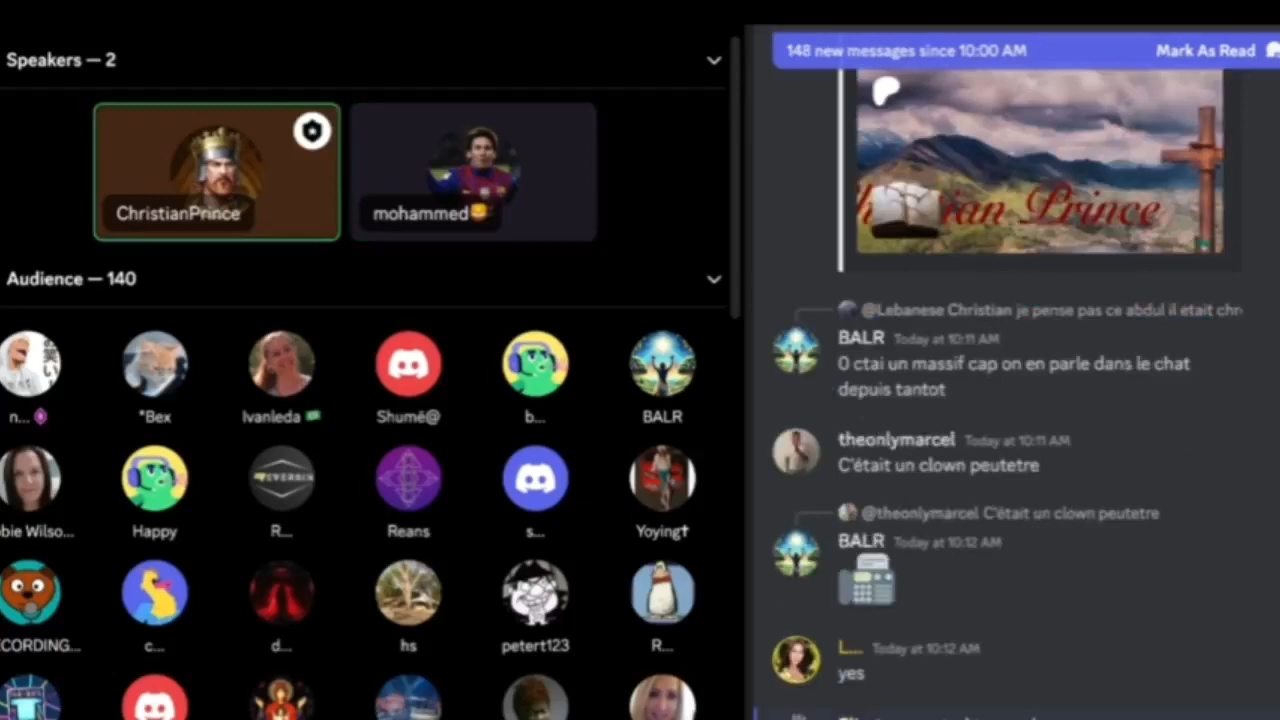 Speakers — 2
ChristianPrince
mohammed
Audience — 140
n...
*Bex
Ivanleda
Shumë@
b...
BALR
bie Wilso...
Happy
R...
Reans
s...
Yoying✝
CORDING...
c...
d...
hs
petert123
R...
148 new messages since 10:00 AM
Mark As Read
ian Prince
@Lebanese Christian je pense pas ce abdul il etait chr
BALR Today at 10:11 AM
O ctai un massif cap on en parle dans le chat
depuis tantot
theonlymarcel Today at 10:11 AM
C'était un clown peutetre
@theonlymarcel C'était un clown peutetre
BALR Today at 10:12 AM
L... Today at 10:12 AM
yes